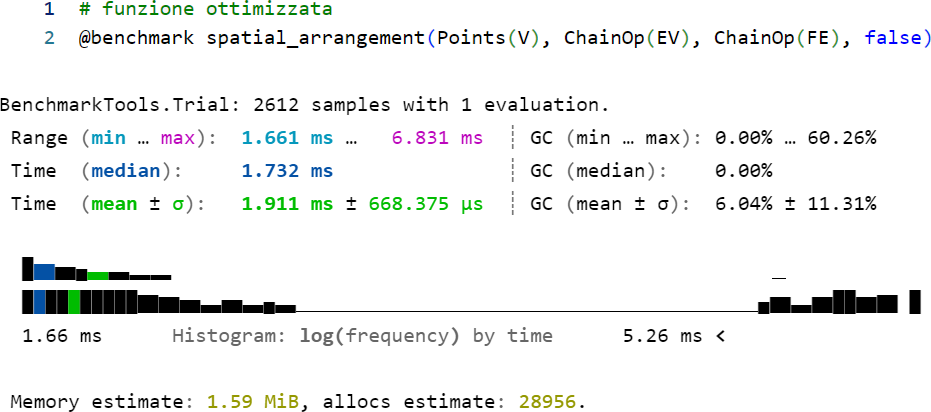 1 # funzione ottimizzata
2 @benchmark spatial_arrangement(Points(V), ChainOp(EV), ChainOp(FE), false)
BenchmarkTools.Trial: 2612 samples with 1 evaluation.
Range (min … max): 1.661 ms … 6.831 ms ┊ GC (min … max): 0.00% … 60.26%
Time (median): 1.732 ms ┊ GC (median): 0.00%
Time (mean ± σ): 1.911 ms ± 668.375 μs ┊ GC (mean ± σ): 6.04% ± 11.31%
1.66 ms Histogram: log(frequency) by time 5.26 ms <
Memory estimate: 1.59 MiB, allocs estimate: 28956.